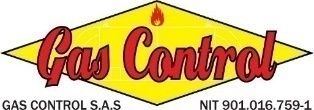 Gas Control
GAS CONTROL S.A.S NIT 901.016.759-1